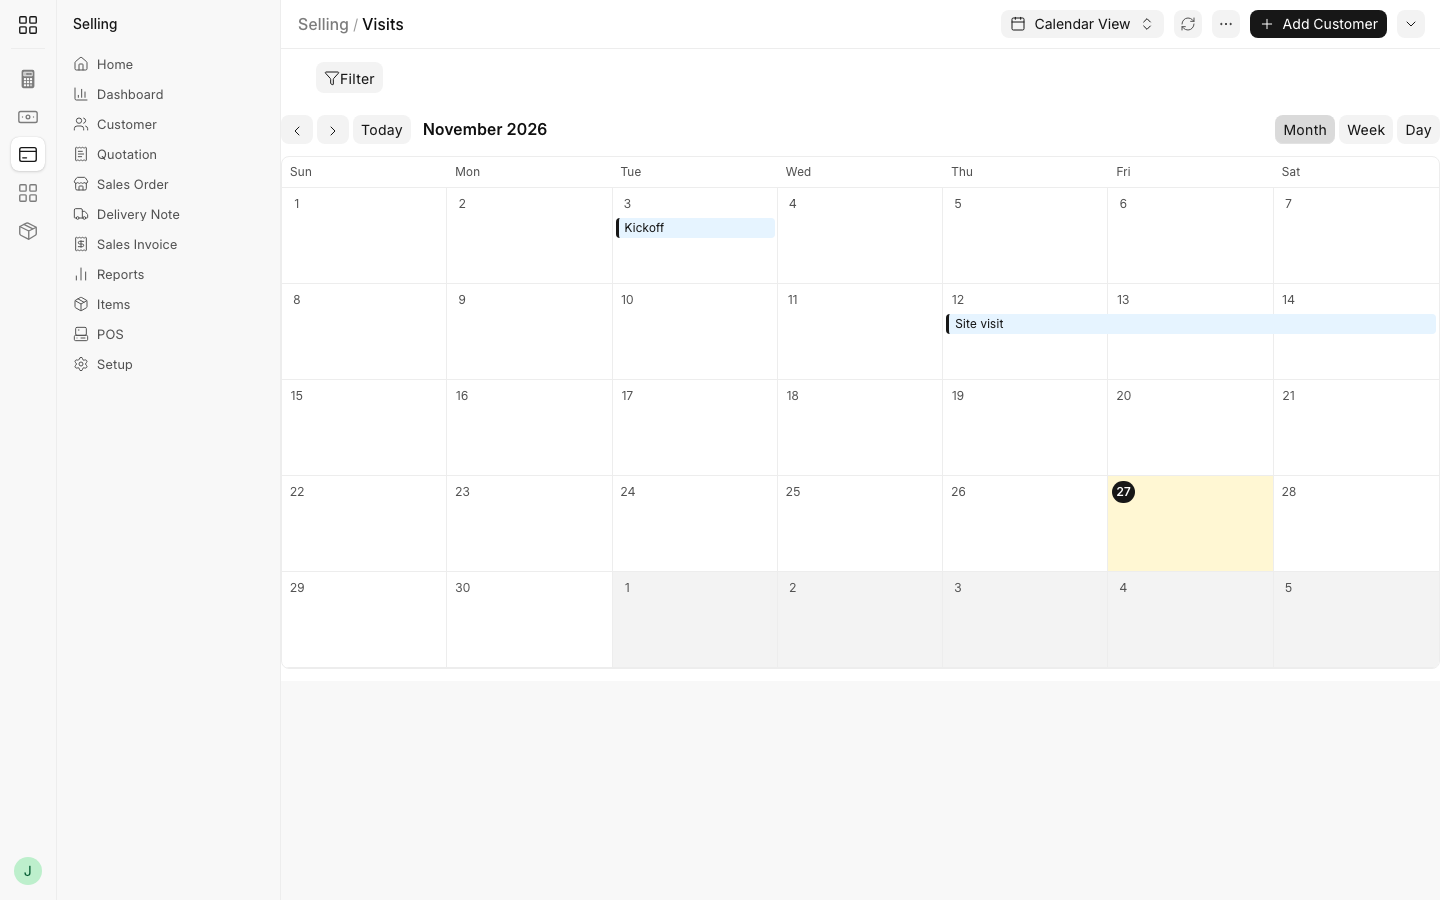 Selling
Home
Dashboard
Customer
Quotation
Sales Order
Delivery Note
Sales Invoice
Reports
Items
POS
Setup
J
Selling / Visits
Calendar View
Add Customer
Filter
Today
November 2026
Month Week Day
Sun Mon Tue Wed Thu Fri Sat
1 2 3 4 5 6 7
Kickoff
8 9 10 11 12 13 14
Site visit
15 16 17 18 19 20 21
22 23 24 25 26 27 28
29 30 1 2 3 4 5